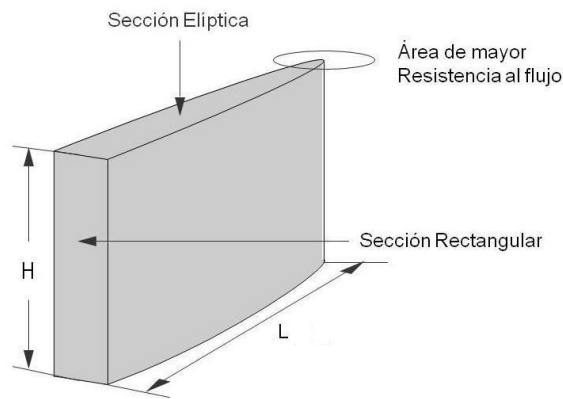 Sección Elíptica
Área de mayor
Resistencia al flujo
Sección Rectangular
H
L